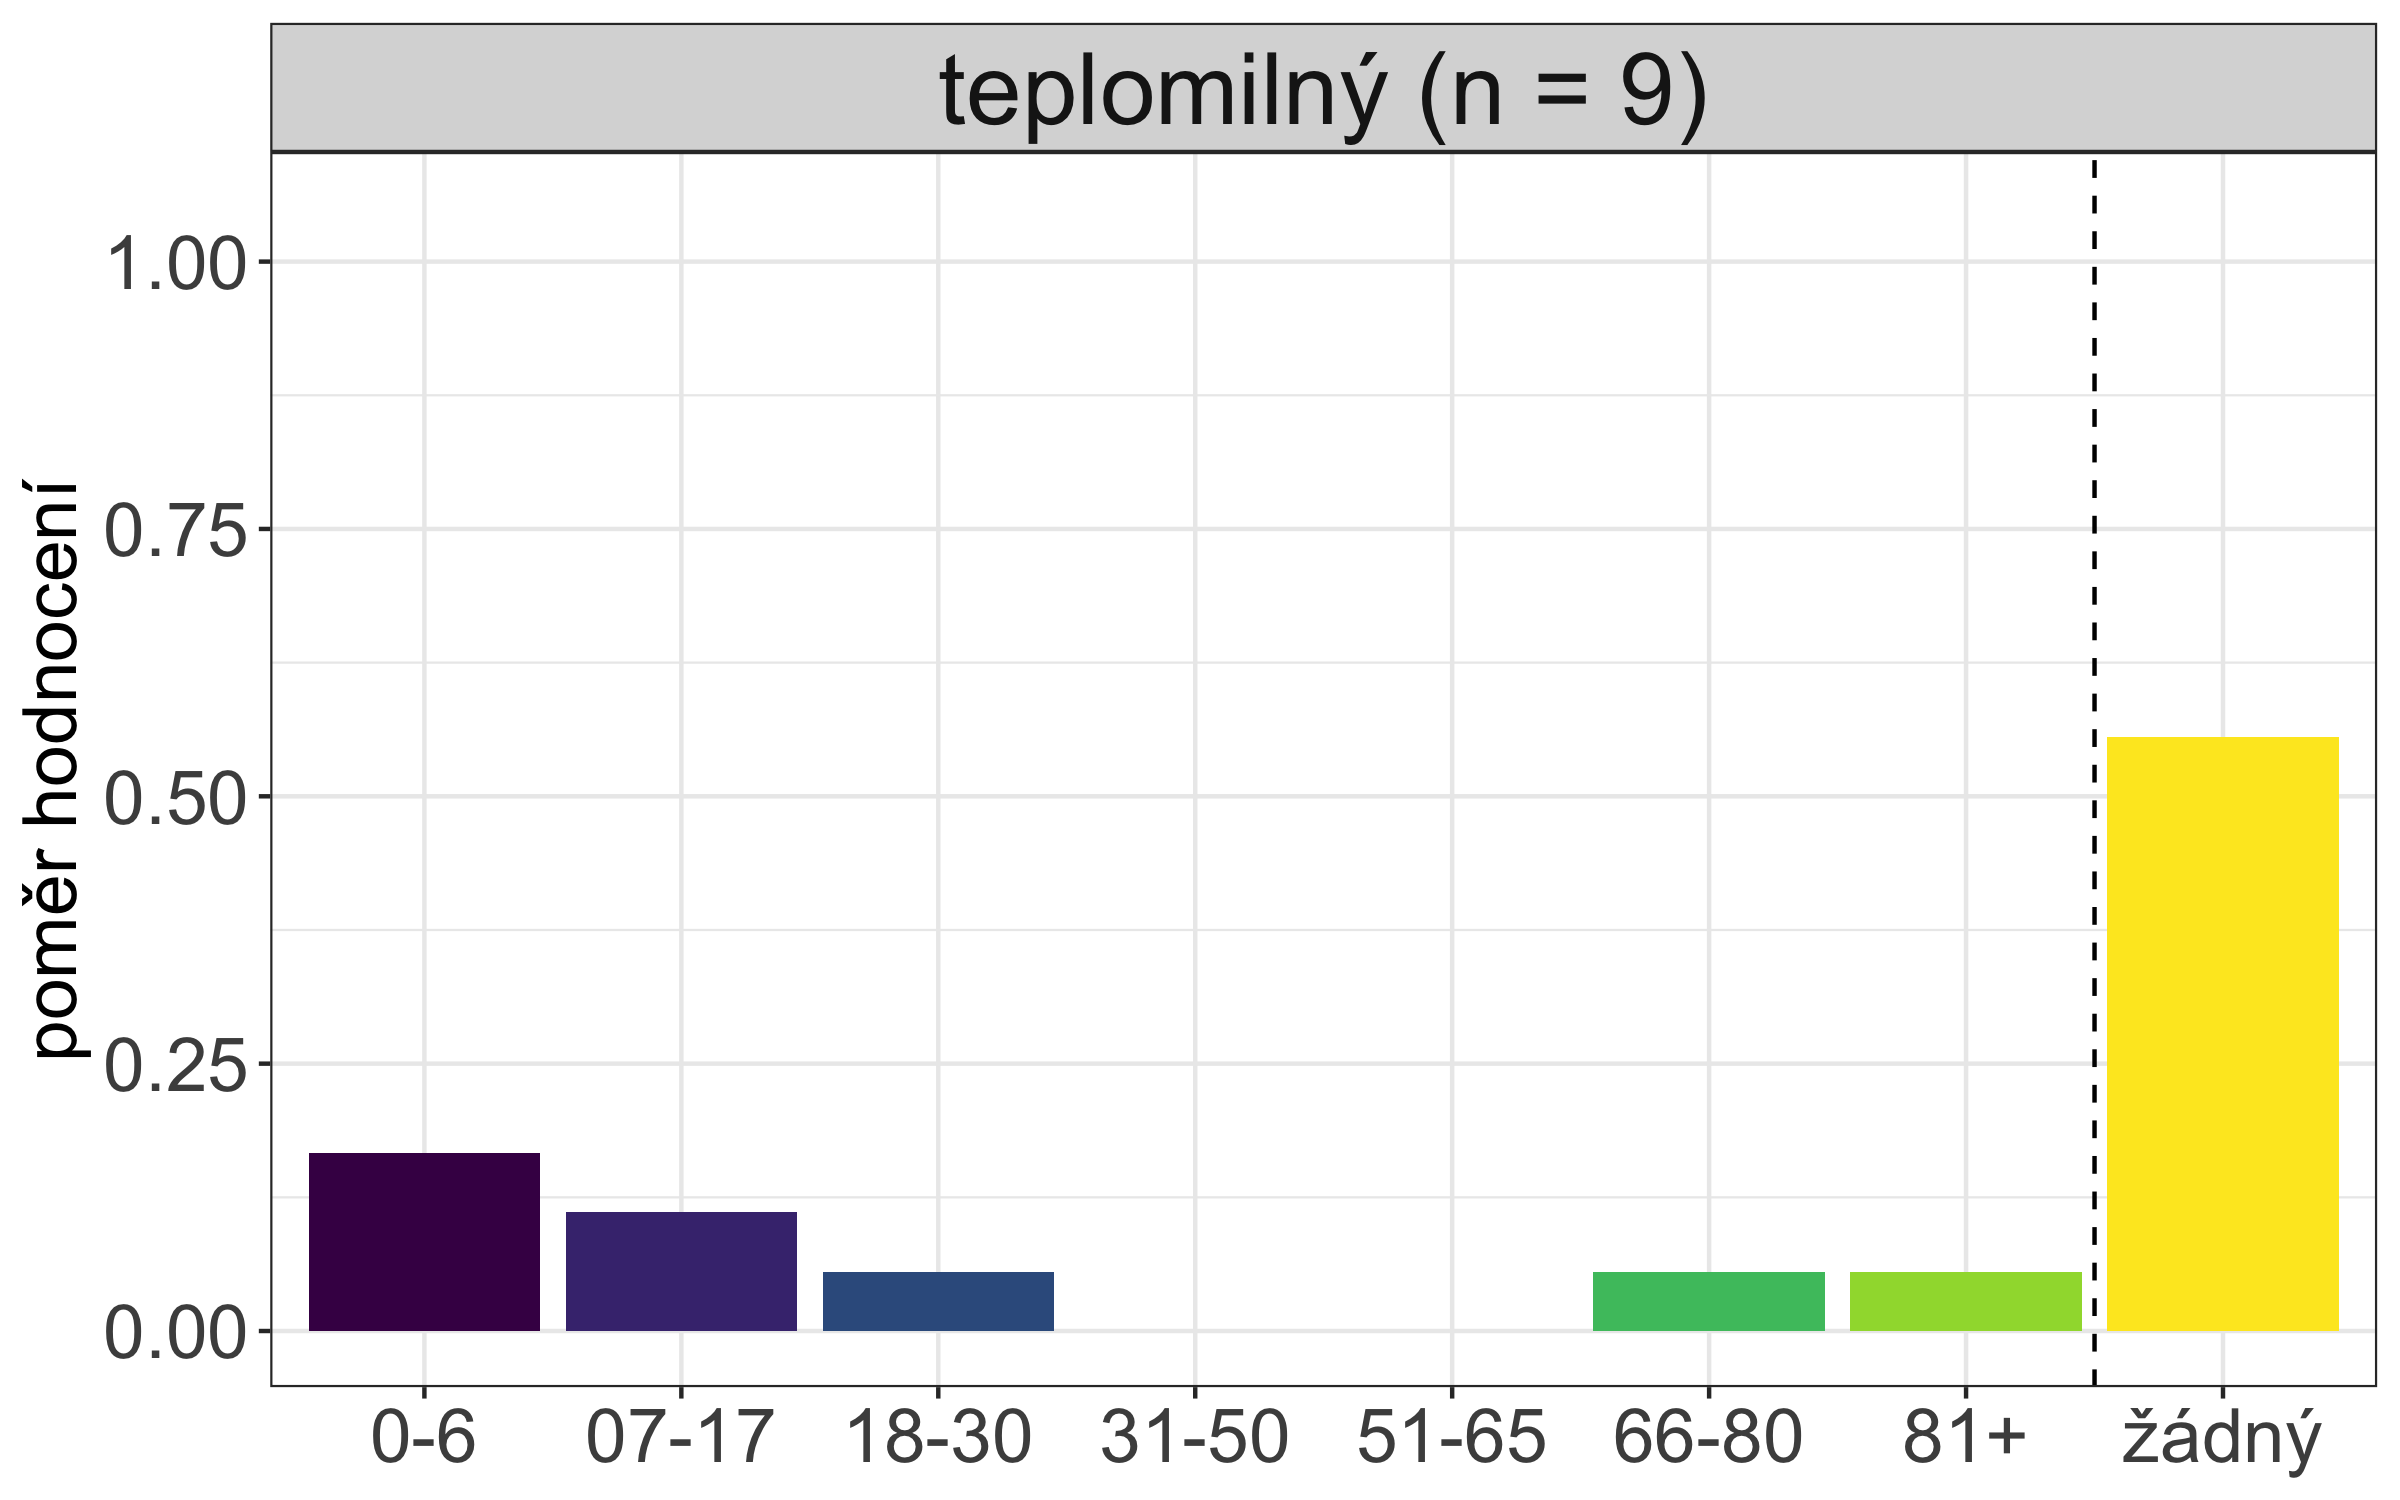 teplomilný (n = 9)
poměr hodnocení
1.00
0.75
0.50
0.25
0.00
0-6 07-17 18-30 31-50 51-65 66-80 81+ žádný